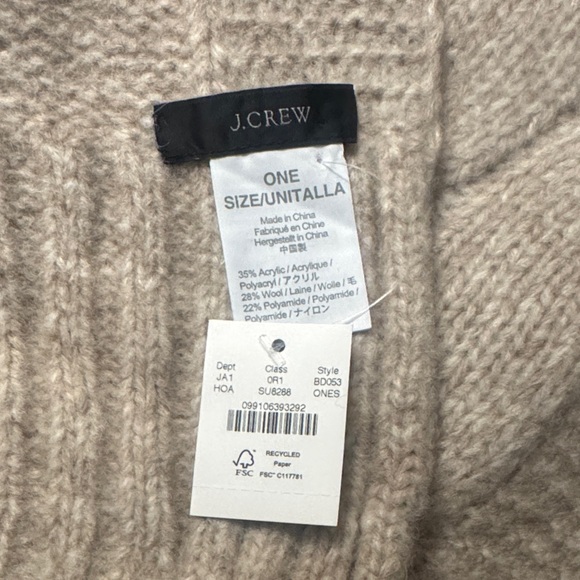 J.CREW
ONE
SIZE/UNITALLA
Made in China
Fabriqué en Chine
Hergestellt in China
中国製
35% Acrylic / Acrylique /
Polyacryl / アクリル
28% Wool / Laine / Wolle / 毛
22% Polyamide / Polyamide /
Polyamide / ナイロン
Dept Class Style
JA1 0R1 BD053
HOA SU8288 ONES
099106393292
FSC
RECYCLED
Paper
FSC® C117781